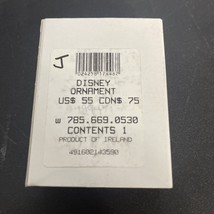 J
DISNEY
ORNAMENT
US$ 55 CDN$ 75
W 785.669.0530
CONTENTS 1
PRODUCT OF IRELAND